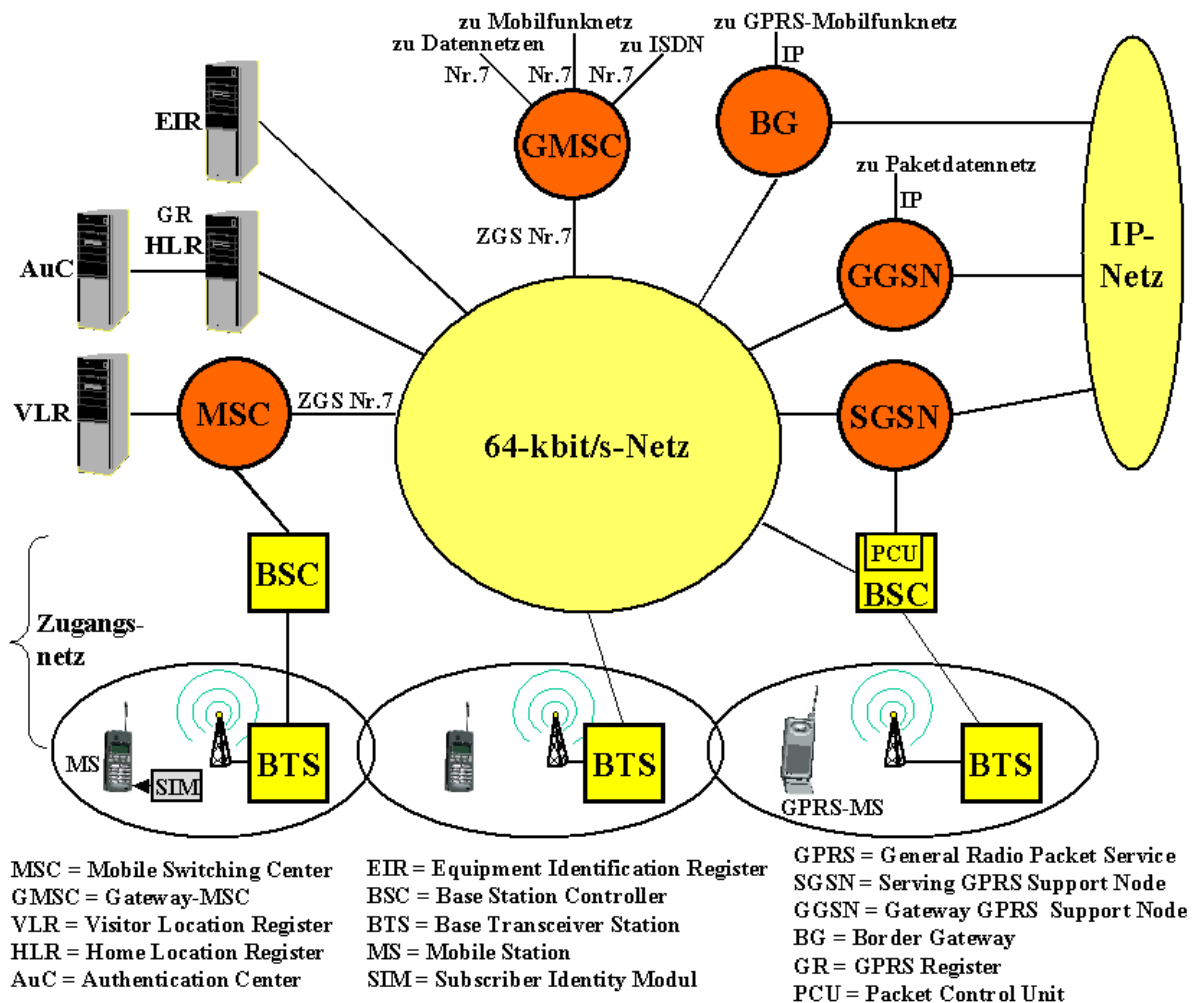 zu Mobilfunknetz
zu GPRS-Mobilfunknetz
zu Datennetzen
zu ISDN
IP
Nr.7
Nr.7
Nr.7
EIR
GMSC
BG
zu Paketdatennetz
IP
GR
HLR
AuC
ZGS Nr.7
GGSN
IP-
Netz
VLR
MSC
ZGS Nr.7
64-kbit/s-Netz
SGSN
PCU
BSC
BSC
Zugangs-
netz
MS
SIM
BTS
BTS
GPRS-MS
BTS
MSC = Mobile Switching Center
GMSC = Gateway-MSC
VLR = Visitor Location Register
HLR = Home Location Register
AuC = Authentication Center
EIR = Equipment Identification Register
BSC = Base Station Controller
BTS = Base Transceiver Station
MS = Mobile Station
SIM = Subscriber Identity Modul
GPRS = General Radio Packet Service
SGSN = Serving GPRS Support Node
GGSN = Gateway GPRS Support Node
BG = Border Gateway
GR = GPRS Register
PCU = Packet Control Unit